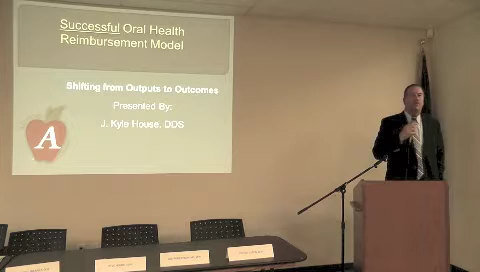 Successful Oral Health
Reimbursement Model
Shifting from Outputs to Outcomes
Presented By:
J. Kyle House, DDS
A